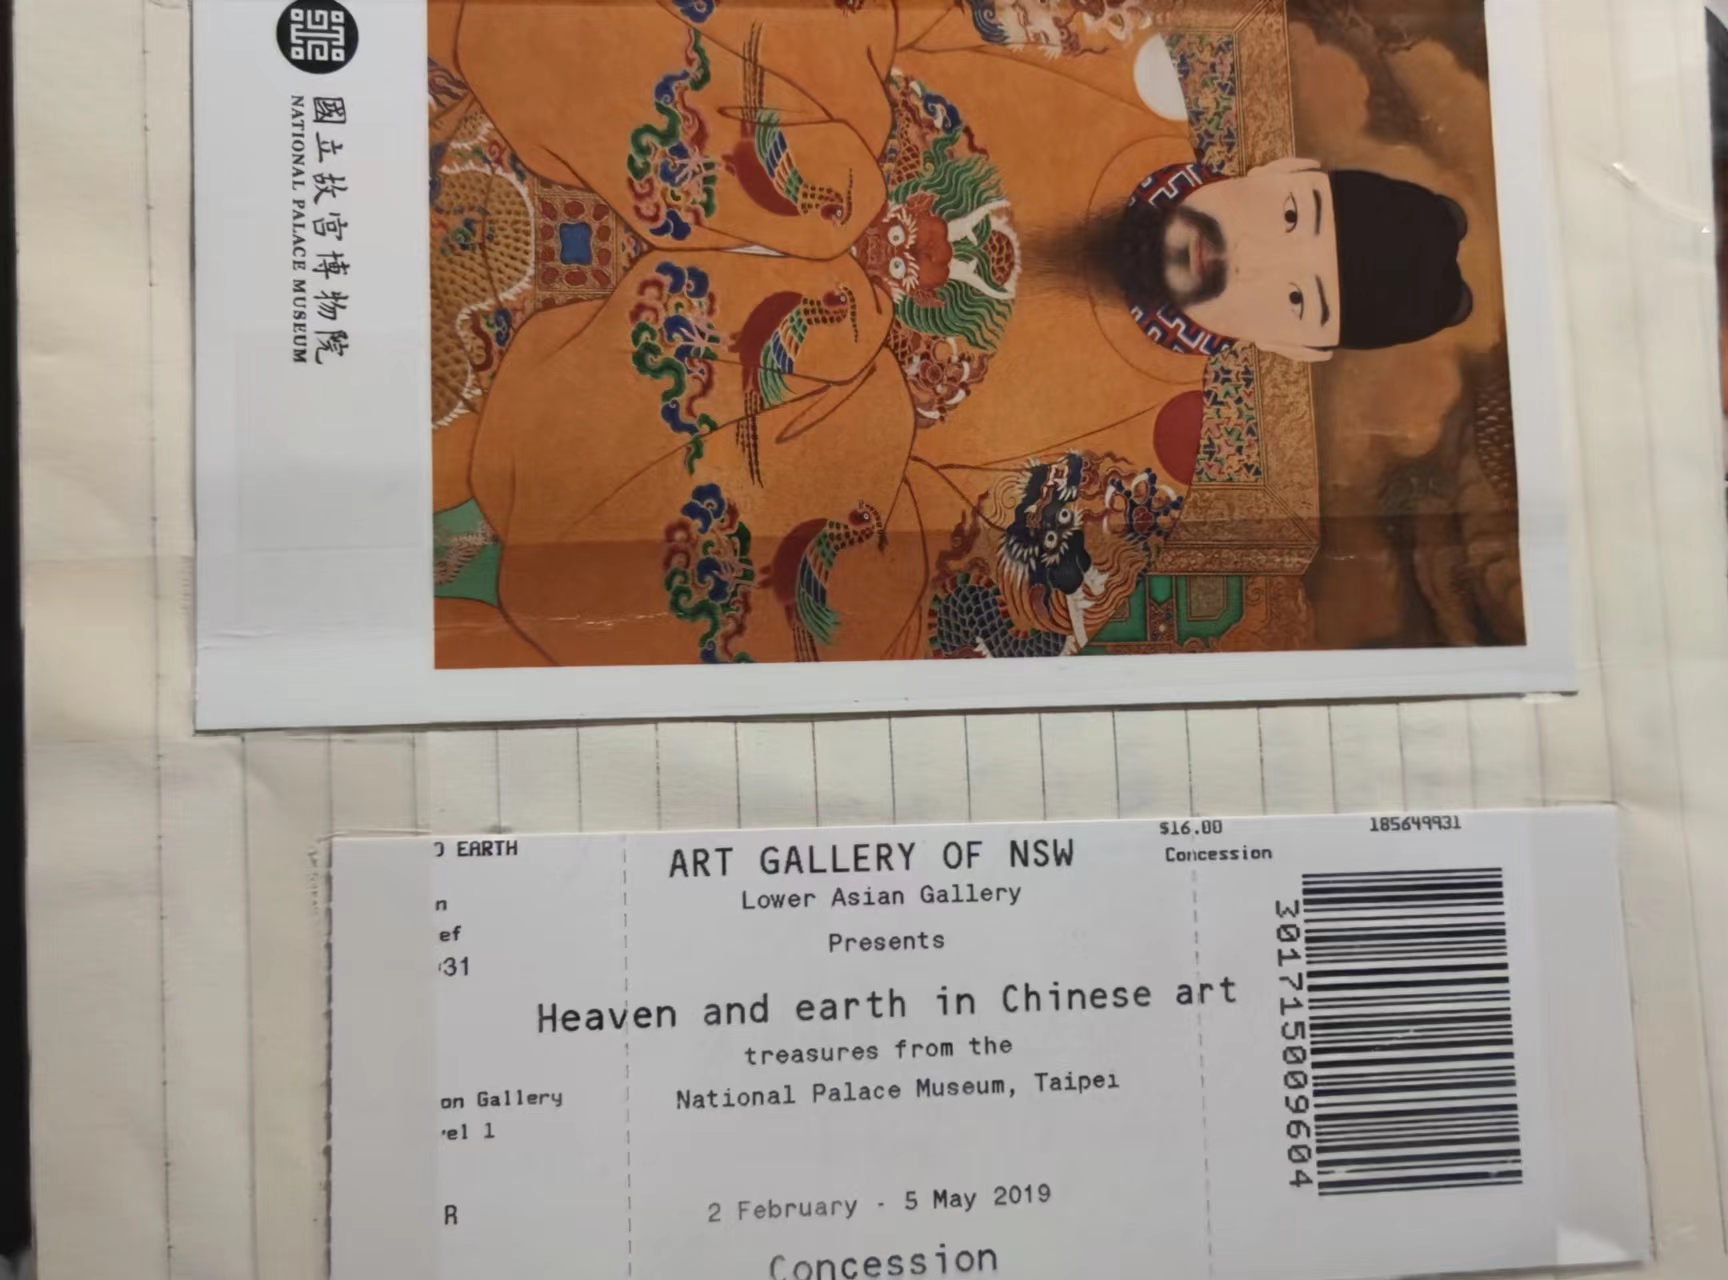 國立故宮博物院
NATIONAL PALACE MUSEUM
EARTH
n
ef
31
on Gallery
el 1
R
ART GALLERY OF NSW
Lower Asian Gallery
Presents
Heaven and earth in Chinese art
treasures from the
National Palace Museum, Taipei
2 February - 5 May 2019
Concession
$16.00
Concession
185649931
301715009604